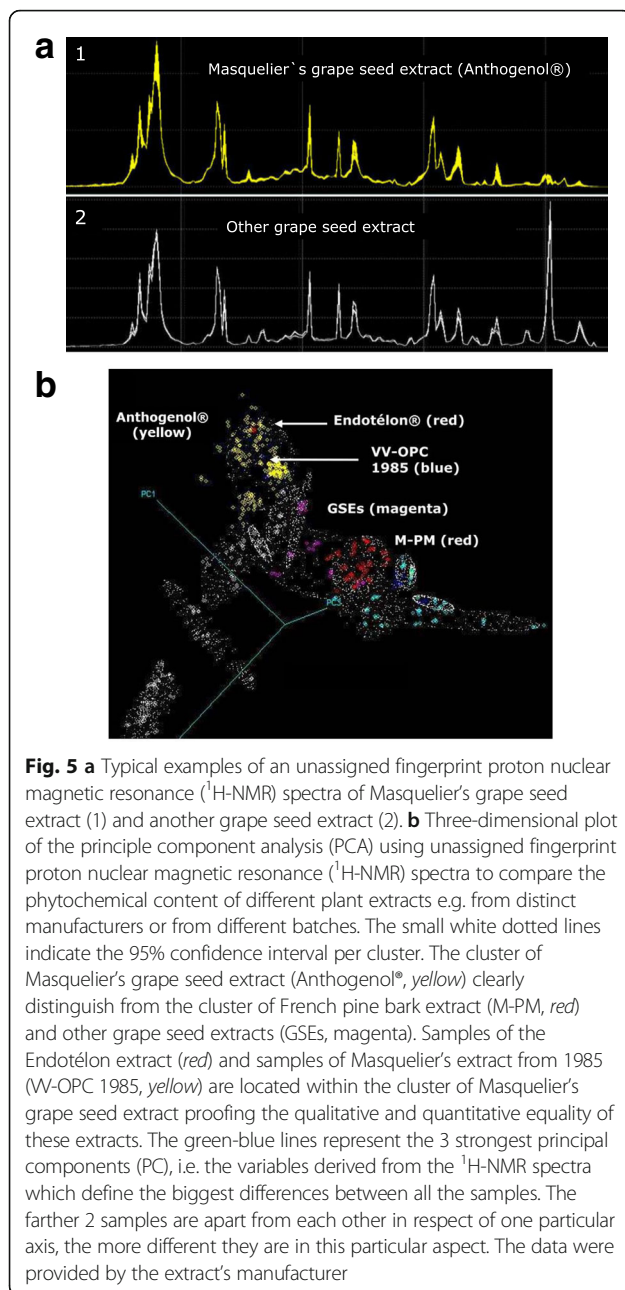 a
1
Masquelier`s grape seed extract (Anthogenol®)
2
Other grape seed extract
b
Anthogenol®
(yellow)
Endotélon® (red)
VV-OPC
1985 (blue)
PC1
GSEs (magenta)
M-PM (red)
Fig. 5 a Typical examples of an unassigned fingerprint proton nuclear
magnetic resonance (¹H-NMR) spectra of Masquelier's grape seed
extract (1) and another grape seed extract (2). b Three-dimensional plot
of the principle component analysis (PCA) using unassigned fingerprint
proton nuclear magnetic resonance (¹H-NMR) spectra to compare the
phytochemical content of different plant extracts e.g. from distinct
manufacturers or from different batches. The small white dotted lines
indicate the 95% confidence interval per cluster. The cluster of
Masquelier's grape seed extract (Anthogenol®, yellow) clearly
distinguish from the cluster of French pine bark extract (M-PM, red)
and other grape seed extracts (GSEs, magenta). Samples of the
Endotélon extract (red) and samples of Masquelier's extract from 1985
(VV-OPC 1985, yellow) are located within the cluster of Masquelier's
grape seed extract proofing the qualitative and quantitative equality of
these extracts. The green-blue lines represent the 3 strongest principal
components (PC), i.e. the variables derived from the ¹H-NMR spectra
which define the biggest differences between all the samples. The
farther 2 samples are apart from each other in respect of one particular
axis, the more different they are in this particular aspect. The data were
provided by the extract's manufacturer